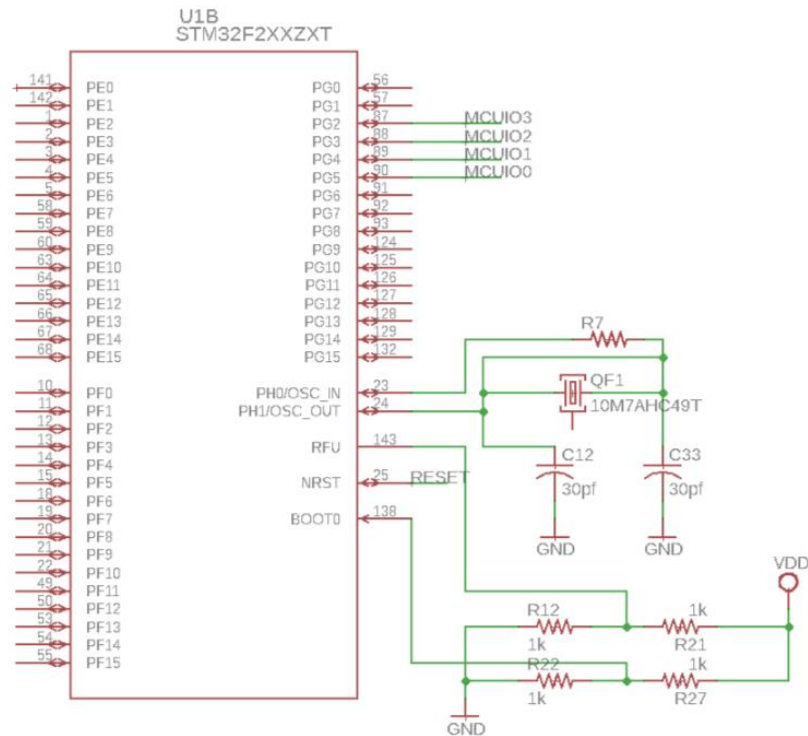 U1B
STM32F2XXZXT
141 PE0 PG0 56
142 PE1 PG1 57
1 PE2 PG2 87 MCUIO3
2 PE3 PG3 88 MCUIO2
3 PE4 PG4 89 MCUIO1
4 PE5 PG5 90 MCUIO0
5 PE6 PG6 91
58 PE7 PG7 92
59 PE8 PG8 93
60 PE9 PG9 124
63 PE10 PG10 125
64 PE11 PG11 126
65 PE12 PG12 127
66 PE13 PG13 128
67 PE14 PG14 129
68 PE15 PG15 132
R7
10 PF0 PH0/OSC_IN 23
QF1
11 PF1 PH1/OSC_OUT 24
10M7AHC49T
12 PF2
13 PF3 RFU 143
14 PF4
C12 C33
15 PF5 NRST 25 RESET
30pf 30pf
18 PF6
19 PF7 BOOT0 138
20 PF8
21 PF9
GND GND
22 PF10
49 PF11
VDD
50 PF12
53 PF13
R12 1k
54 PF14
1k R21
55 PF15
R22 1k
1k R27
GND